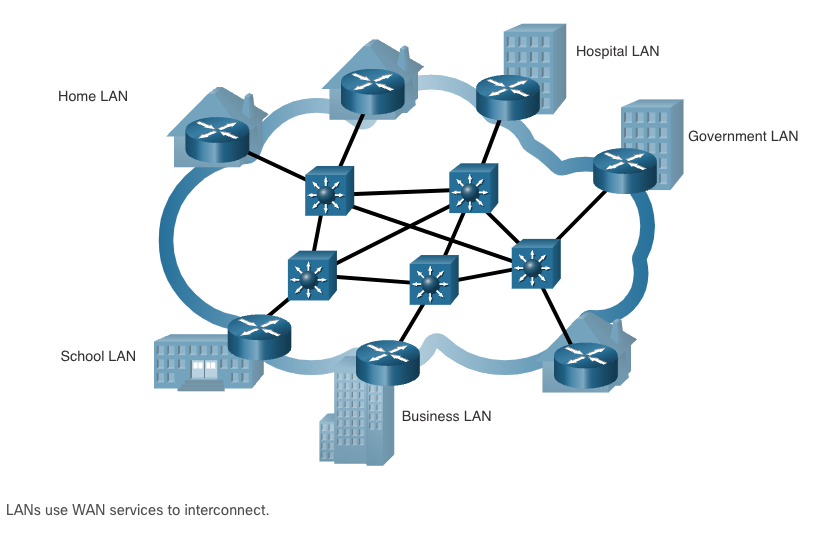 Hospital LAN
Home LAN
Government LAN
School LAN
Business LAN
LANs use WAN services to interconnect.